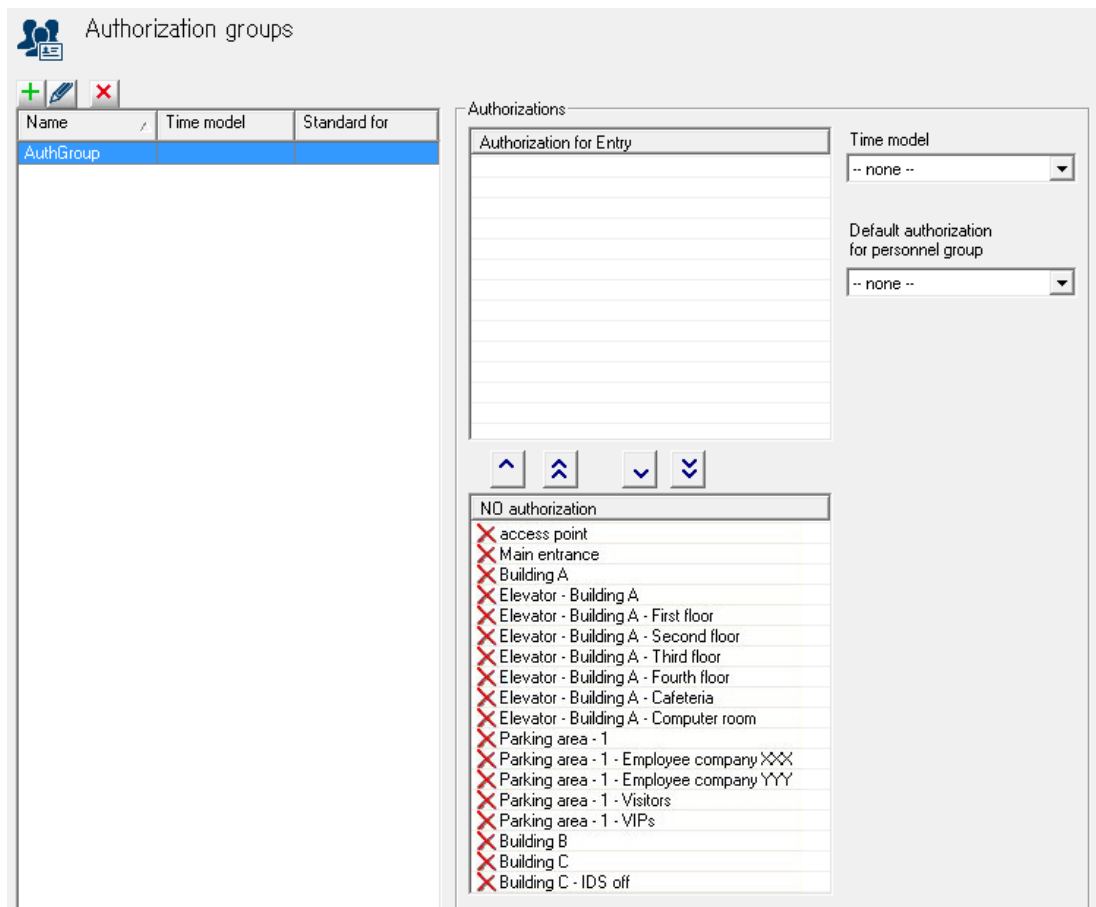 Authorization groups
Name Time model Standard for
AuthGroup
Authorizations
Authorization for Entry
Time model
-- none --
Default authorization
for personnel group
-- none --
NO authorization
access point
Main entrance
Building A
Elevator - Building A
Elevator - Building A - First floor
Elevator - Building A - Second floor
Elevator - Building A - Third floor
Elevator - Building A - Fourth floor
Elevator - Building A - Cafeteria
Elevator - Building A - Computer room
Parking area - 1
Parking area - 1 - Employee company XXX
Parking area - 1 - Employee company YYY
Parking area - 1 - Visitors
Parking area - 1 - VIPs
Building B
Building C
Building C - IDS off